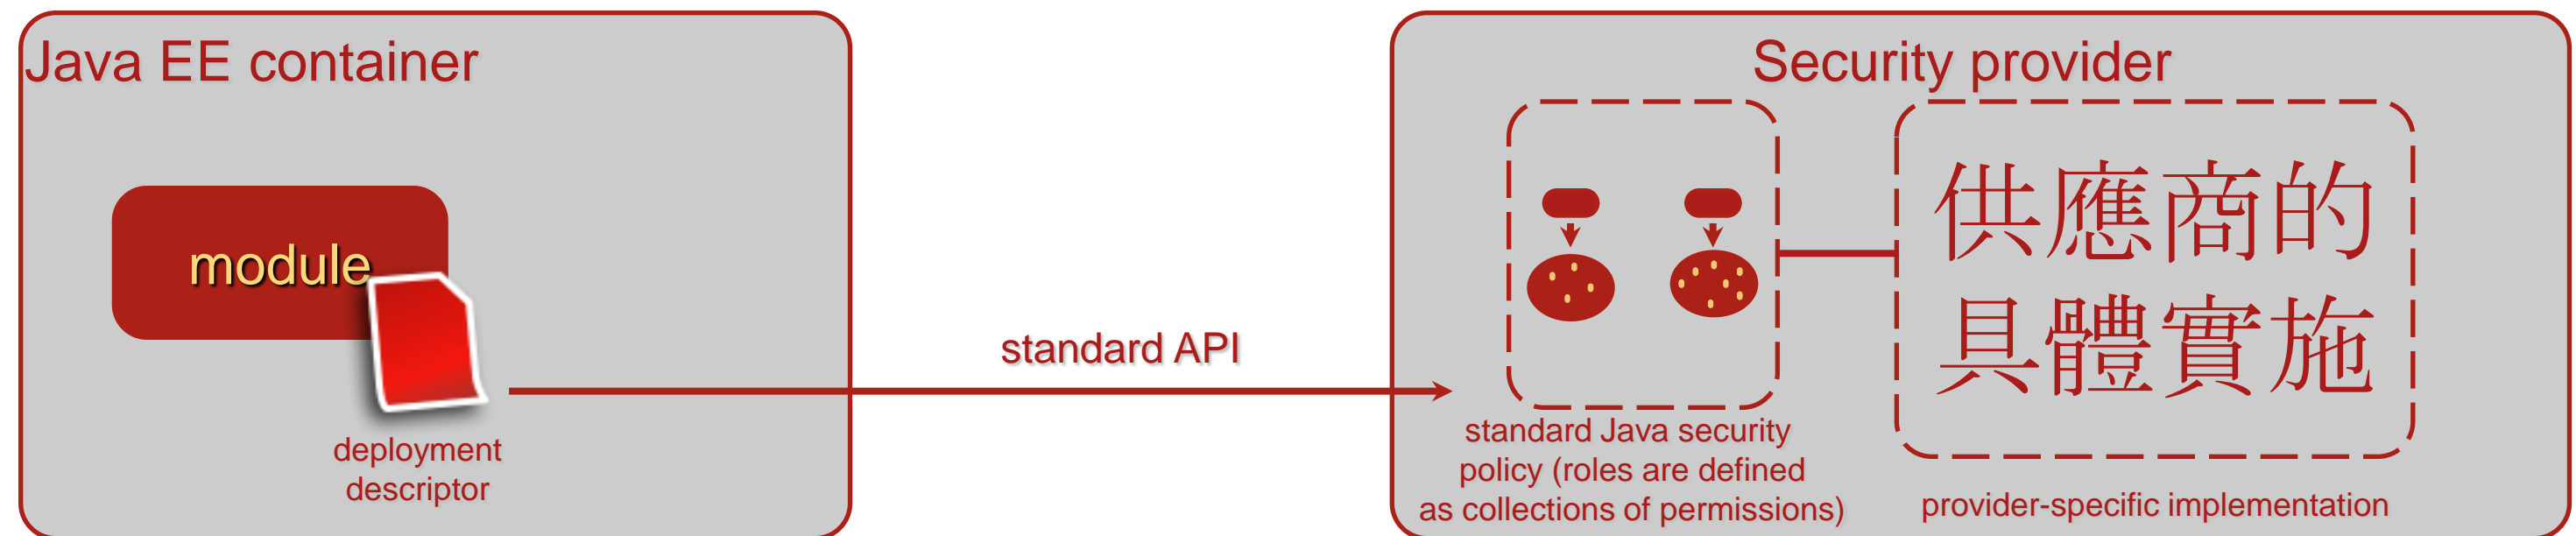 Java EE container
module
deployment
descriptor
standard API
Security provider
供應商的
具體實施
standard Java security
policy (roles are defined
as collections of permissions)
provider-specific implementation